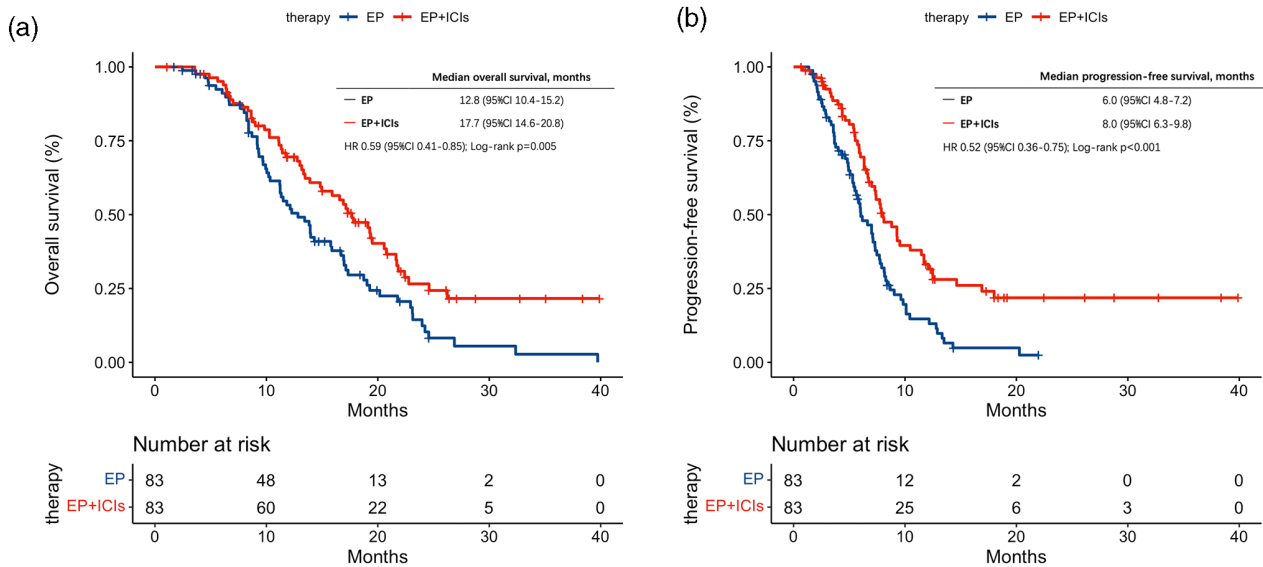 (a)
therapy EP EP+ICIs
Overall survival (%)
1.00
0.75
0.50
0.25
0.00
Median overall survival, months
EP 12.8 (95%CI 10.4-15.2)
EP+ICIs 17.7 (95%CI 14.6-20.8)
HR 0.59 (95%CI 0.41-0.85); Log-rank p=0.005
0 10 20 30 40
Months
Number at risk
therapy
EP 83 48 13 2 0
EP+ICIs 83 60 22 5 0
0 10 20 30 40
Months
(b)
therapy EP EP+ICIs
Progression-free survival (%)
1.00
0.75
0.50
0.25
0.00
Median progression-free survival, months
EP 6.0 (95%CI 4.8-7.2)
EP+ICIs 8.0 (95%CI 6.3-9.8)
HR 0.52 (95%CI 0.36-0.75); Log-rank p<0.001
0 10 20 30 40
Months
Number at risk
therapy
EP 83 12 2 0 0
EP+ICIs 83 25 6 3 0
0 10 20 30 40
Months